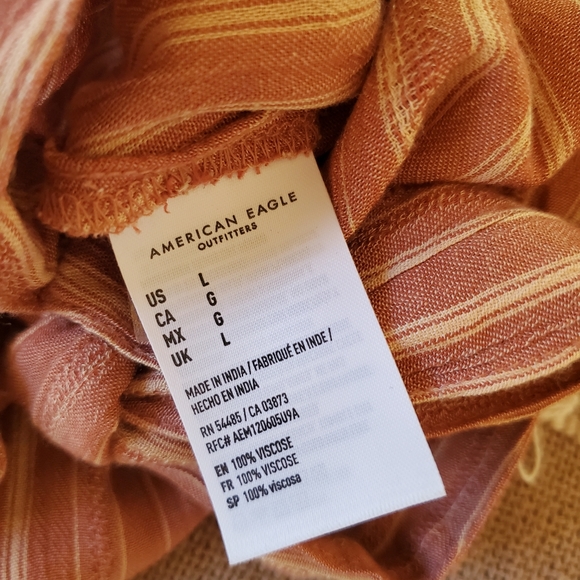 AMERICAN EAGLE
OUTFITTERS
US L
CA G
MX G
UK L
MADE IN INDIA / FABRIQUÉ EN INDE /
HECHO EN INDIA
RN 54485 / CA 03873
RFC# AEM120605U9A
EN 100% VISCOSE
FR 100% VISCOSE
SP 100% viscosa